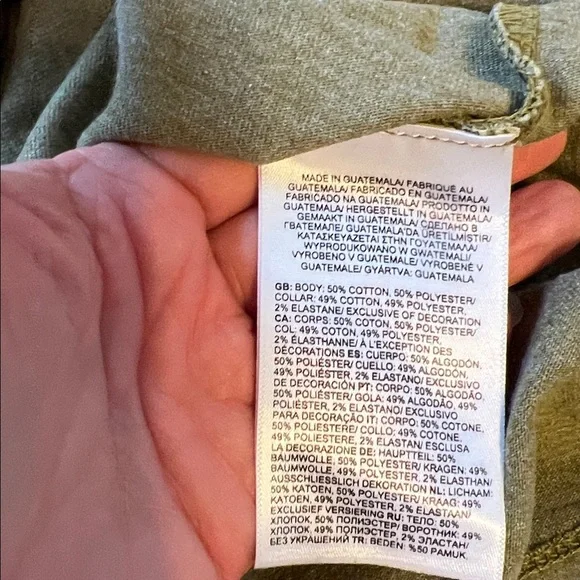 MADE IN GUATEMALA/ FABRIQUÉ AU
GUATEMALA/ FABRICADO EN GUATEMALA/
FABRICADO NA GUATEMALA/ PRODOTTO IN
GUATEMALA/ HERGESTELLT IN GUATEMALA/
GEMAAKT IN GUATEMALA/ СДЕЛАНО В
ГВАТЕМАЛЕ/ GUATEMALA'DA ÜRETİLMİŞTİR/
ΚΑΤΑΣΚΕΥΑΖΕΤΑΙ ΣΤΗΝ ΓΟΥΑΤΕΜΑΛΑ/
WYPRODUKOWANO W GWATEMALI/
VYROBENO V GUATEMALE/ VYROBENÉ V
GUATEMALE/ GYÁRTVA: GUATEMALA
GB: BODY: 50% COTTON, 50% POLYESTER/
COLLAR: 49% COTTON, 49% POLYESTER,
2% ELASTANE/ EXCLUSIVE OF DECORATION
CA: CORPS: 50% COTON, 50% POLYESTER/
COL: 49% COTON, 49% POLYESTER,
2% ÉLASTHANNE/ À L'EXCEPTION DES
DÉCORATIONS ES: CUERPO: 50% ALGODÓN,
50% POLIÉSTER/ CUELLO: 49% ALGODÓN,
49% POLIÉSTER, 2% ELASTANO/ EXCLUSIVO
DE DECORACIÓN PT: CORPO: 50% ALGODÃO,
50% POLIÉSTER/ GOLA: 49% ALGODÃO, 49%
POLIÉSTER, 2% ELASTANO/ EXCLUSIVO
PARA DECORAÇÃO IT: CORPO: 50% COTONE,
50% POLIESTERE/ COLLO: 49% COTONE,
49% POLIESTERE, 2% ELASTAN/ ESCLUSA
LA DECORAZIONE DE: HAUPTTEIL: 50%
BAUMWOLLE, 50% POLYESTER/ KRAGEN: 49%
BAUMWOLLE, 49% POLYESTER, 2% ELASTAN/
AUSSCHLIESSLICH DEKORATION NL: LICHAAM:
50% KATOEN, 50% POLYESTER/ KRAAG: 49%
KATOEN, 49% POLYESTER, 2% ELASTAAN/
EXCLUSIEF VERSIERING RU: ТЕЛО: 50%
ХЛОПОК, 50% ПОЛИЭСТЕР/ ВОРОТНИК: 49%
ХЛОПОК, 49% ПОЛИЭСТЕР, 2% ЭЛАСТАН/
БЕЗ УКРАШЕНИЙ TR: BEDEN: %50 PAMUK,